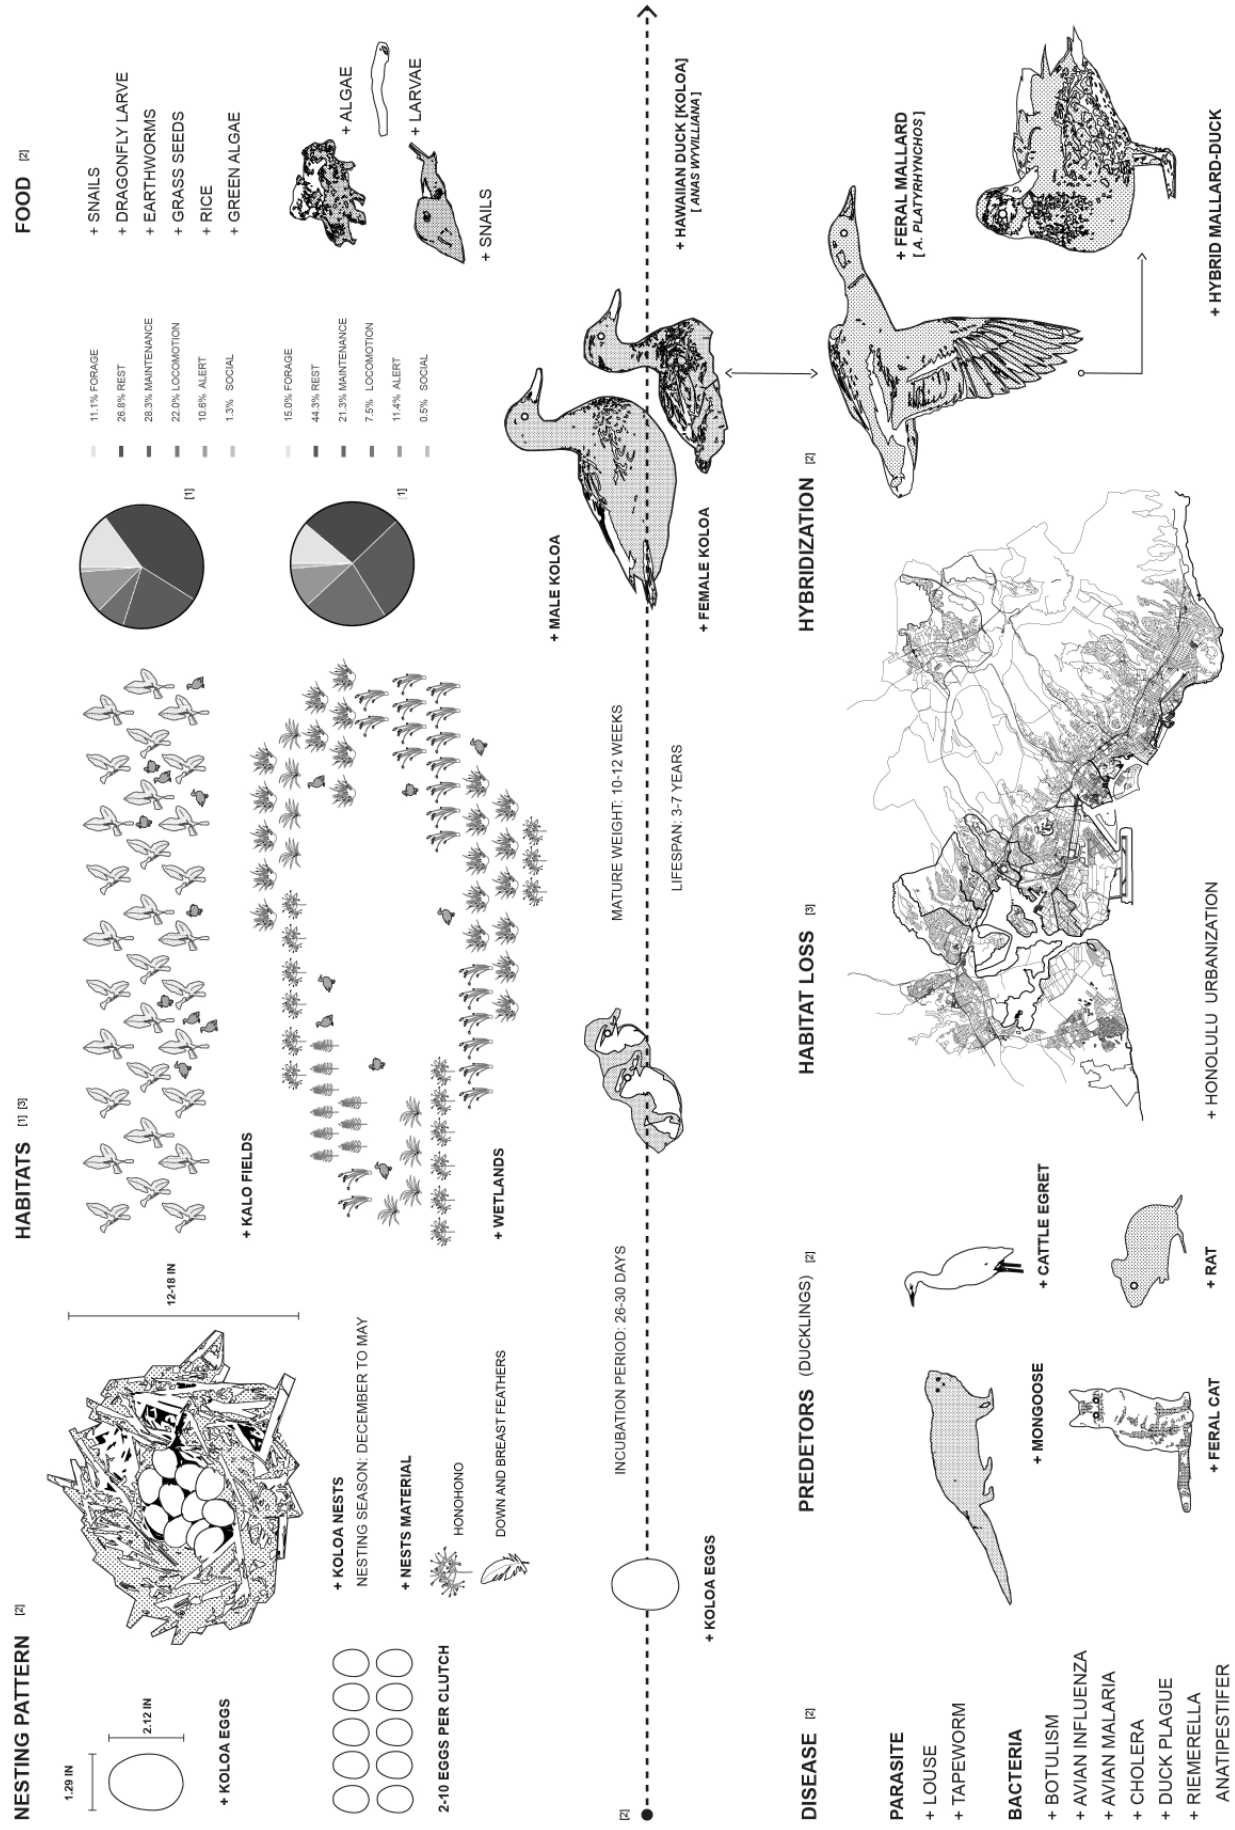 NESTING PATTERN [2]
1.29 IN
2.12 IN
+ KOLOA EGGS
12-18 IN
2-10 EGGS PER CLUTCH
+ KOLOA NESTS
NESTING SEASON: DECEMBER TO MAY
+ NESTS MATERIAL
HONOHONO
DOWN AND BREAST FEATHERS
HABITATS [1] [3]
+ KALO FIELDS
+ WETLANDS
[1]
11.1% FORAGE
26.8% REST
28.3% MAINTENANCE
22.0% LOCOMOTION
10.6% ALERT
1.3% SOCIAL
[1]
15.0% FORAGE
44.3% REST
21.3% MAINTENANCE
7.5% LOCOMOTION
11.4% ALERT
0.5% SOCIAL
FOOD [2]
+ SNAILS
+ DRAGONFLY LARVE
+ EARTHWORMS
+ GRASS SEEDS
+ RICE
+ GREEN ALGAE
+ ALGAE
+ LARVAE
+ SNAILS
[2]
+ KOLOA EGGS
INCUBATION PERIOD: 26-30 DAYS
MATURE WEIGHT: 10-12 WEEKS
LIFESPAN: 3-7 YEARS
+ MALE KOLOA
+ FEMALE KOLOA
+ HAWAIIAN DUCK [KOLOA]
[ ANAS WYVILLIANA ]
DISEASE [2]
PARASITE
+ LOUSE
+ TAPEWORM
BACTERIA
+ BOTULISM
+ AVIAN INFLUENZA
+ AVIAN MALARIA
+ CHOLERA
+ DUCK PLAGUE
+ RIEMERELLA
ANATIPESTIFER
PREDETORS (DUCKLINGS) [2]
+ MONGOOSE
+ CATTLE EGRET
+ FERAL CAT
+ RAT
HABITAT LOSS [3]
+ HONOLULU URBANIZATION
HYBRIDIZATION [2]
+ FERAL MALLARD
[ A. PLATYRHYNCHOS ]
+ HYBRID MALLARD-DUCK